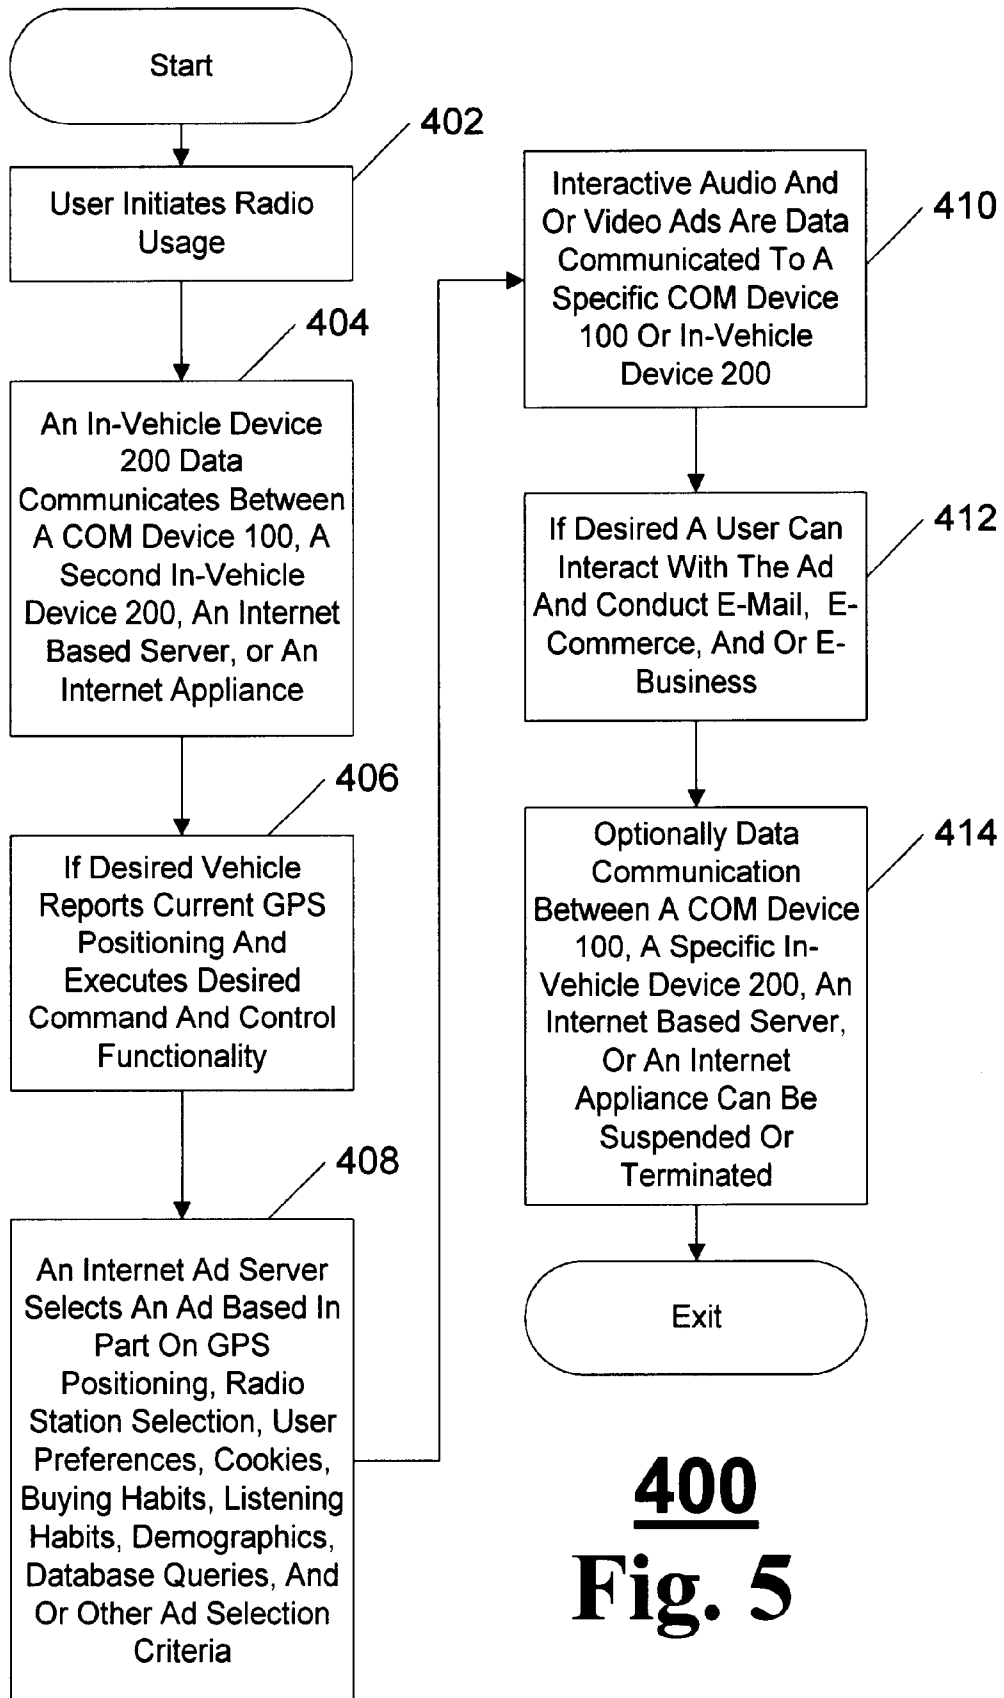 Start
402
User Initiates Radio
Usage
404
An In-Vehicle Device
200 Data
Communicates Between
A COM Device 100, A
Second In-Vehicle
Device 200, An Internet
Based Server, or An
Internet Appliance
406
If Desired Vehicle
Reports Current GPS
Positioning And
Executes Desired
Command And Control
Functionality
408
An Internet Ad Server
Selects An Ad Based In
Part On GPS
Positioning, Radio
Station Selection, User
Preferences, Cookies,
Buying Habits, Listening
Habits, Demographics,
Database Queries, And
Or Other Ad Selection
Criteria
410
Interactive Audio And
Or Video Ads Are Data
Communicated To A
Specific COM Device
100 Or In-Vehicle
Device 200
412
If Desired A User Can
Interact With The Ad
And Conduct E-Mail, E-
Commerce, And Or E-
Business
414
Optionally Data
Communication
Between A COM Device
100, A Specific In-
Vehicle Device 200, An
Internet Based Server,
Or An Internet
Appliance Can Be
Suspended Or
Terminated
Exit
400
Fig. 5